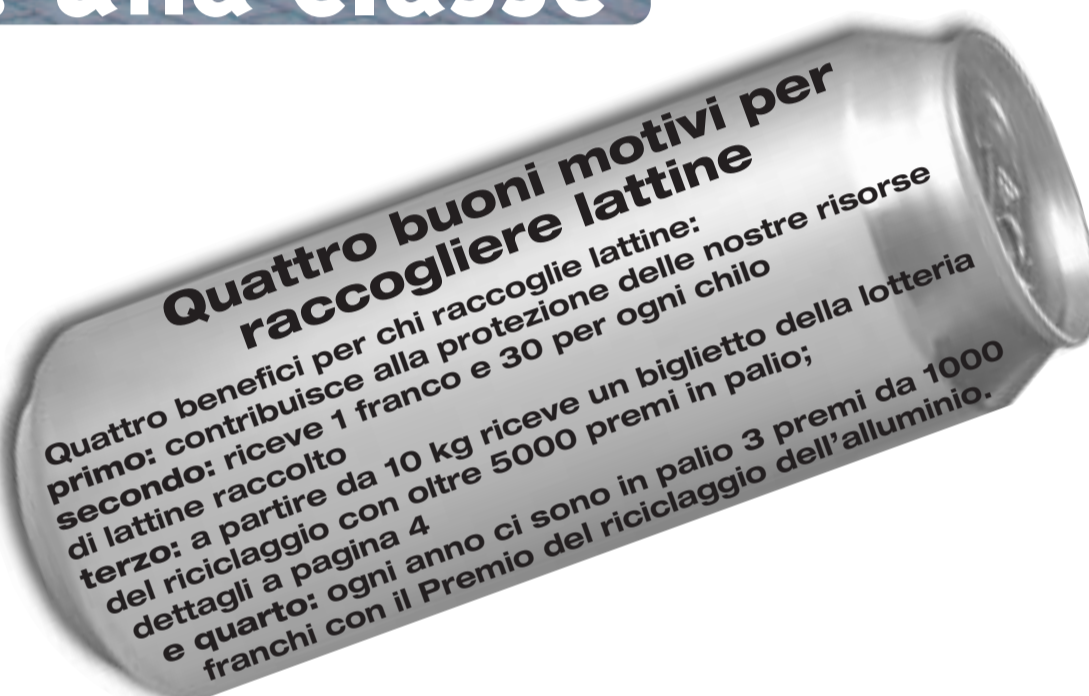 una classe
Quattro buoni motivi per
raccogliere lattine
Quattro benefici per chi raccoglie lattine:
primo: contribuisce alla protezione delle nostre risorse
secondo: riceve 1 franco e 30 per ogni chilo
di lattine raccolto
terzo: a partire da 10 kg riceve un biglietto della lotteria
del riciclaggio con oltre 5000 premi in palio;
dettagli a pagina 4
e quarto: ogni anno ci sono in palio 3 premi da 1000
franchi con il Premio del riciclaggio dell'alluminio.